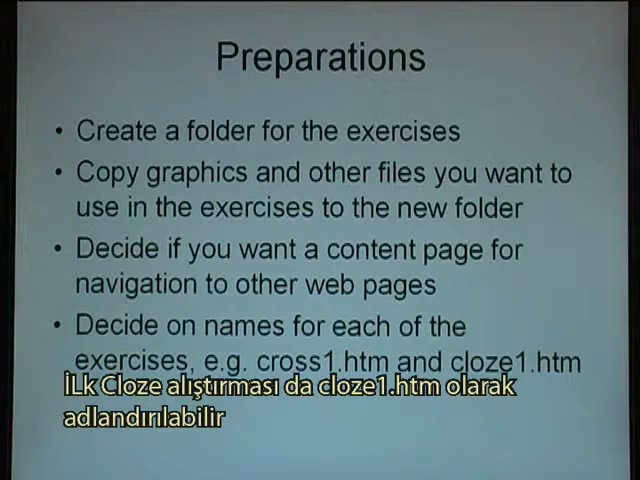 Preparations
• Create a folder for the exercises
• Copy graphics and other files you want to
use in the exercises to the new folder
• Decide if you want a content page for
navigation to other web pages
• Decide on names for each of the
exercises, e.g. cross1.htm and cloze1.htm
İLk Cloze alıştırması da cloze1.htm olarak
adlandırılabilir